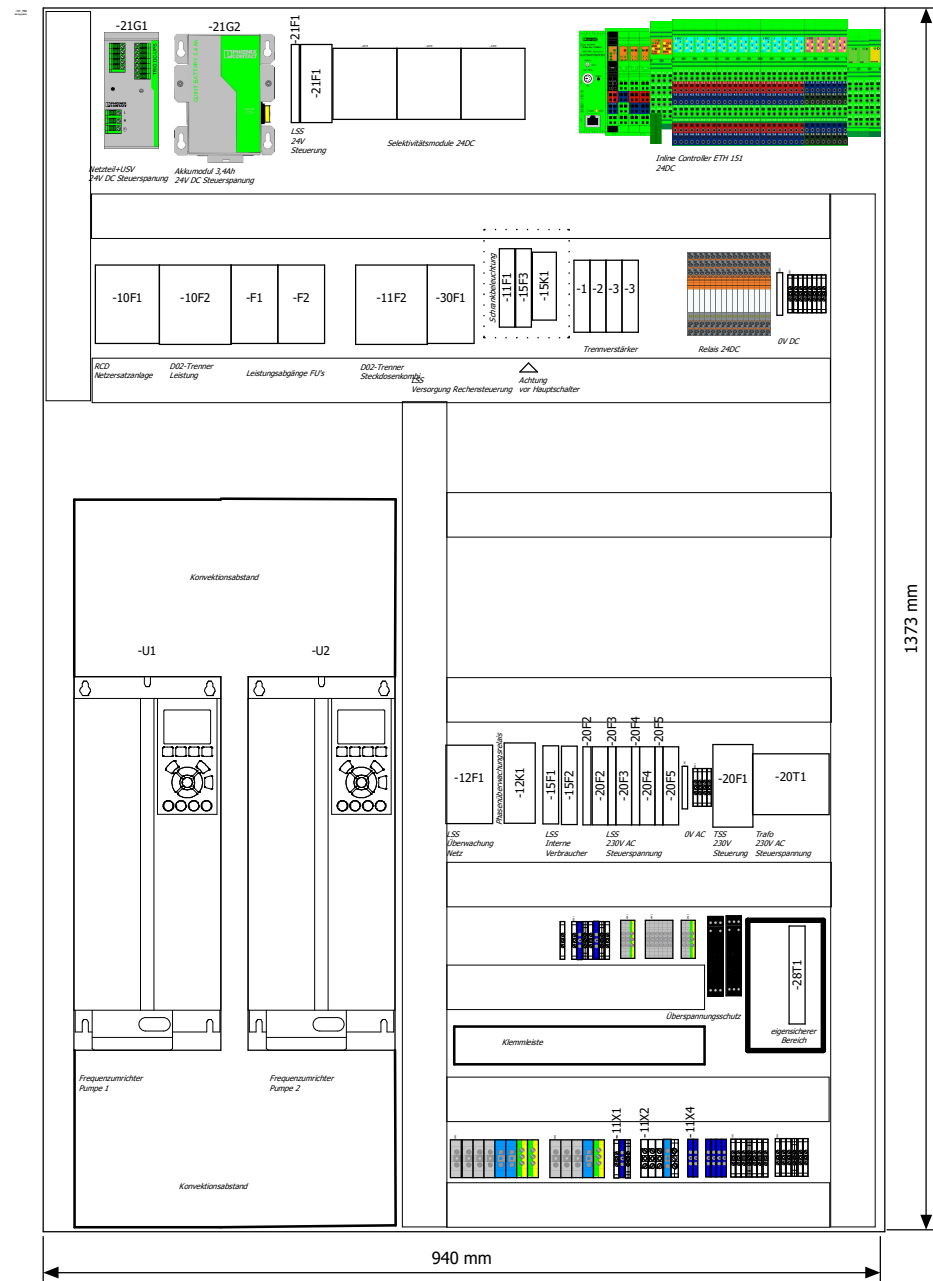 -21G1
-21G2
-21F1
-21F1
PHOENIX
CONTACT
Netzteil+USV
24V DC Steuerspanung
Akkumodul 3,4Ah
24V DC Steuerspanung
LSS
24V
Steuerung
Selektivitätsmodule 24DC
Inline Controller ETH 151
24DC
-10F1
-10F2
-F1
-F2
-11F2
-30F1
Schrankbeleuchtung
-11F1
-15F3
-15K1
-1
-2
-3
-3
Trennverstärker
Relais 24DC
0V DC
RCD
Netzersatzanlage
D02-Trenner
Leistung
Leistungsabgänge FU's
D02-Trenner
Steckdosenkombi
LSS
Versorgung Rechensteuerung
Achtung
vor Hauptschalter
Konvektionsabstand
-U1
-U2
-12F1
Phasenüberwachungsrelais
-12K1
-15F1
-15F2
-20F2
-20F2
-20F3
-20F3
-20F4
-20F4
-20F5
-20F5
-20F1
-20T1
LSS
Überwachung
Netz
LSS
Interne
Verbraucher
LSS
230V AC
Steuerspannung
0V AC
TSS
230V
Steuerung
Trafo
230V AC
Steuerspannung
-28T1
Überspannungsschutz
eigensicherer
Bereich
Klemmleiste
Frequenzumrichter
Pumpe 1
Frequenzumrichter
Pumpe 2
-11X1
-11X2
-11X4
Konvektionsabstand
1373 mm
940 mm